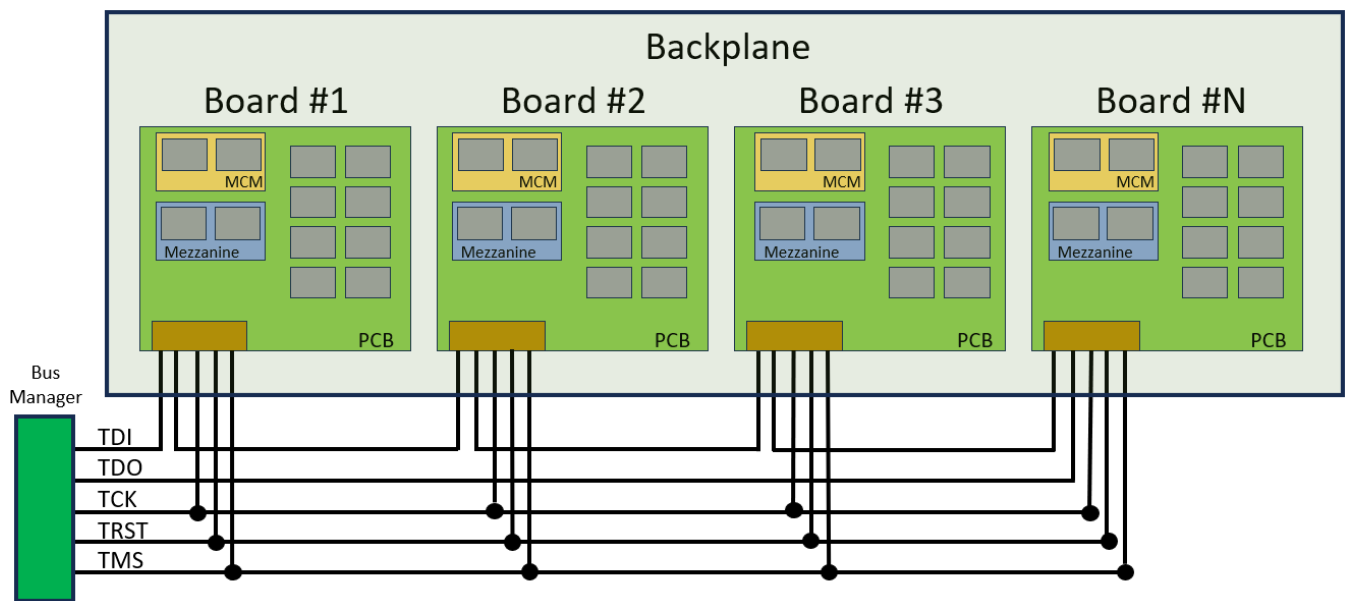 Backplane
Board #1
Board #2
Board #3
Board #N
MCM
MCM
MCM
MCM
Mezzanine
Mezzanine
Mezzanine
Mezzanine
PCB
PCB
PCB
PCB
Bus
Manager
TDI
TDO
TCK
TRST
TMS